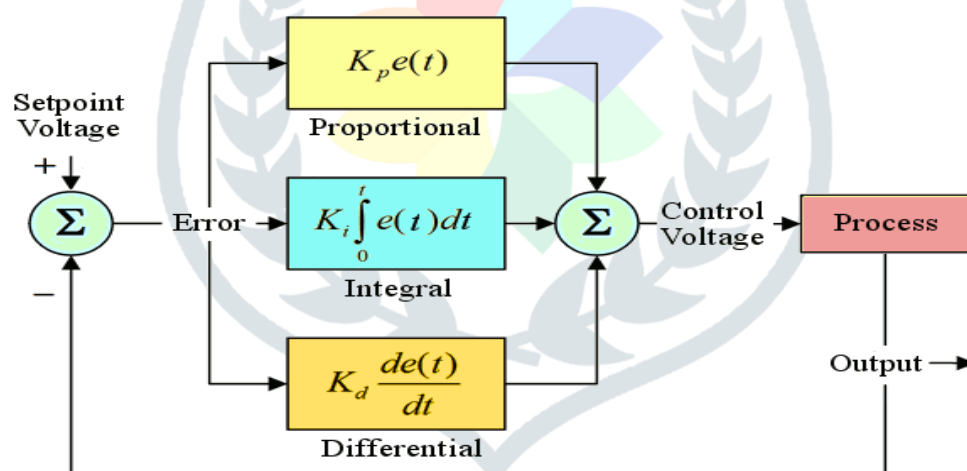 Setpoint
Voltage
+
−
Σ
Error
K_p e(t)
Proportional
K_i ∫_0^t e(t)dt
Integral
K_d de(t)/dt
Differential
Σ
Control
Voltage
Process
Output